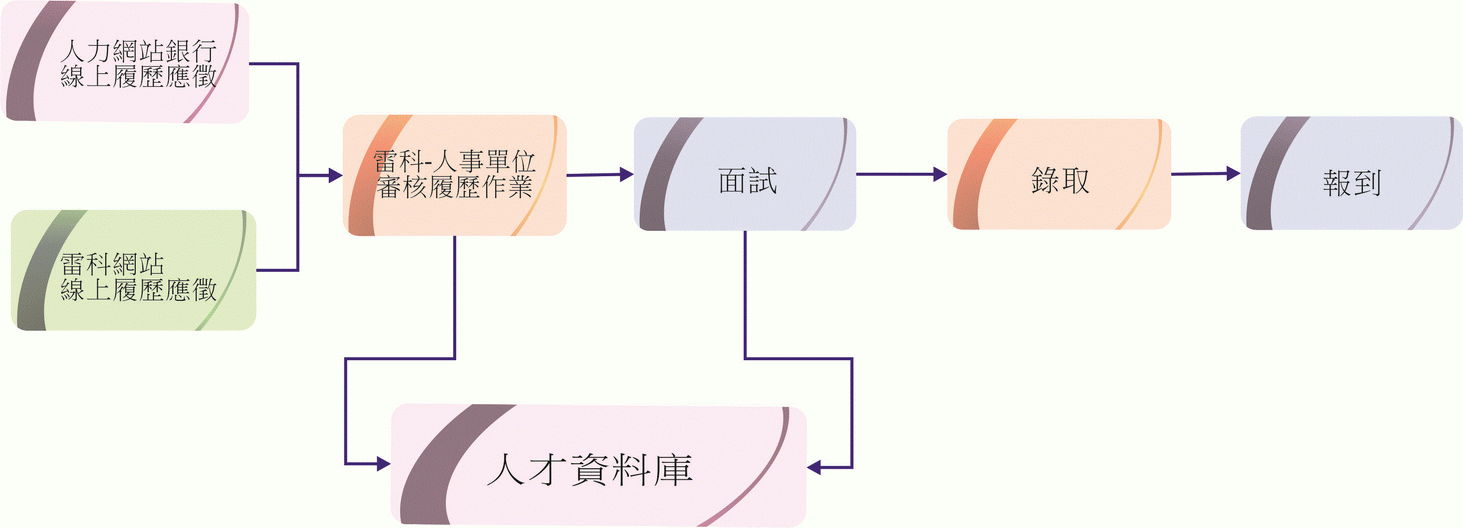 人力網站銀行
線上履歷應徵
雷科網站
線上履歷應徵
雷科-人事單位
審核履歷作業
面試
錄取
報到
人才資料庫